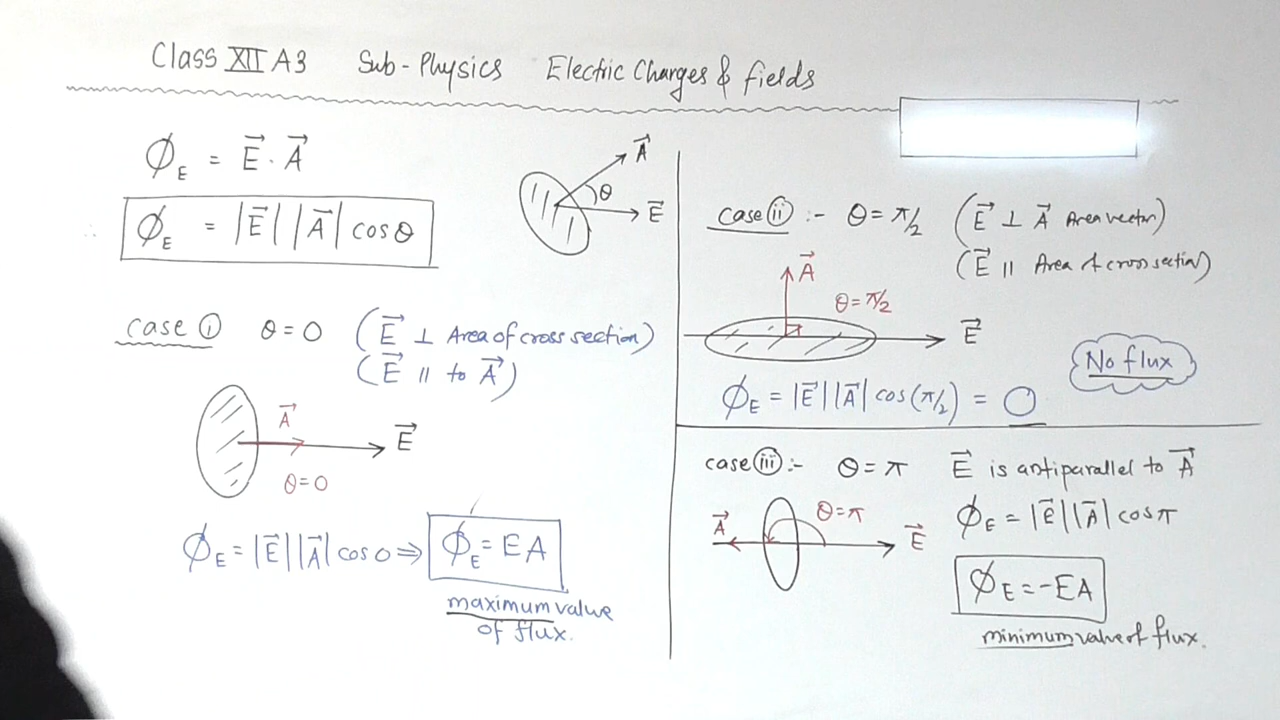 Class XII A3 Sub-Physics Electric Charges & fields
ϕ_E = E⃗ · A⃗
ϕ_E = |E⃗| |A⃗| cosθ
A⃗
θ
E⃗
case (i) θ = 0 (E⃗ ⊥ Area of cross section)
(E⃗ ∥ to A⃗)
A⃗
E⃗
θ=0
ϕ_E = |E⃗| |A⃗| cos 0 ⇒ ϕ_E = EA
maximum value
of flux.
case (ii) :- θ = π/2 (E⃗ ⊥ A⃗ Area vector)
(E⃗ ∥ Area of cross section)
A⃗
θ = π/2
E⃗
No flux
ϕ_E = |E⃗| |A⃗| cos(π/2) = 0
case (iii) :- θ = π E⃗ is antiparallel to A⃗
A⃗
θ=π
E⃗
ϕ_E = |E⃗| |A⃗| cosπ
ϕ_E = -EA
minimum value of flux.